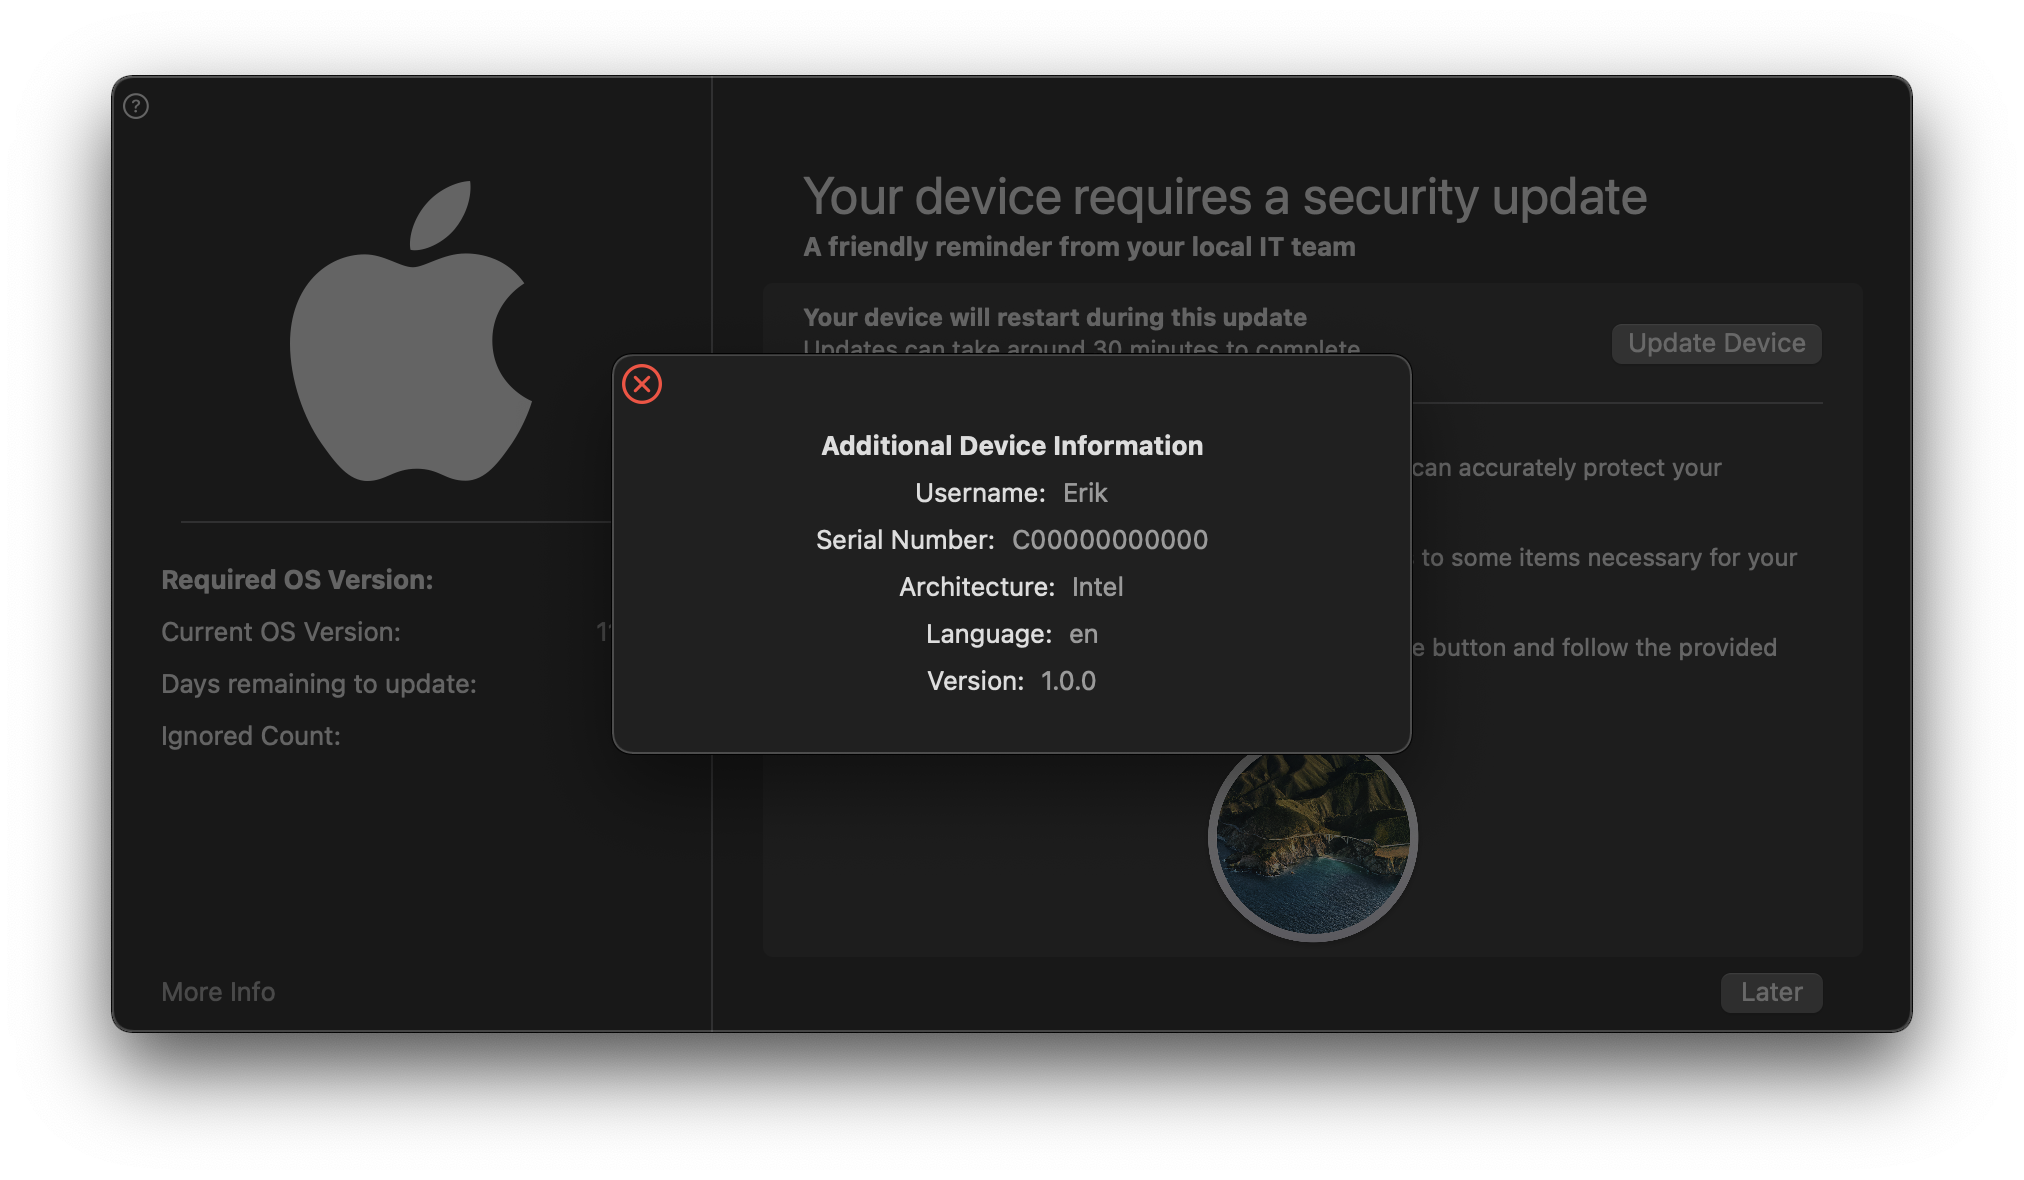 ?
Your device requires a security update
A friendly reminder from your local IT team
Your device will restart during this update
Updates can take around 30 minutes to complete
Update Device
Additional Device Information
Username: Erik
Serial Number: C00000000000
Architecture: Intel
Language: en
Version: 1.0.0
can accurately protect your
to some items necessary for your
button and follow the provided
Required OS Version:
Current OS Version:
Days remaining to update:
Ignored Count:
More Info
Later